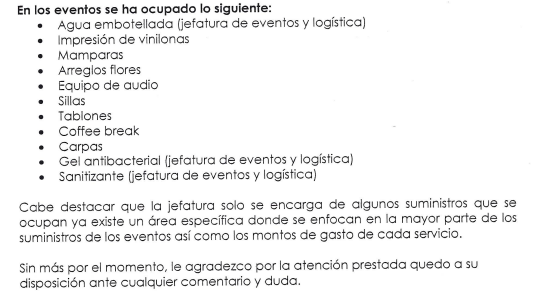 En los eventos se ha ocupado lo siguiente:
• Agua embotellada (jefatura de eventos y logística)
• Impresión de vinilonas
• Mamparas
• Arreglos flores
• Equipo de audio
• Sillas
• Tablones
• Coffee break
• Carpas
• Gel antibacterial (jefatura de eventos y logística)
• Sanitizante (jefatura de eventos y logística)
Cabe destacar que la jefatura solo se encarga de algunos suministros que se
ocupan ya existe un área específica donde se enfocan en la mayor parte de los
suministros de los eventos así como los montos de gasto de cada servicio.
Sin más por el momento, le agradezco por la atención prestada quedo a su
disposición ante cualquier comentario y duda.